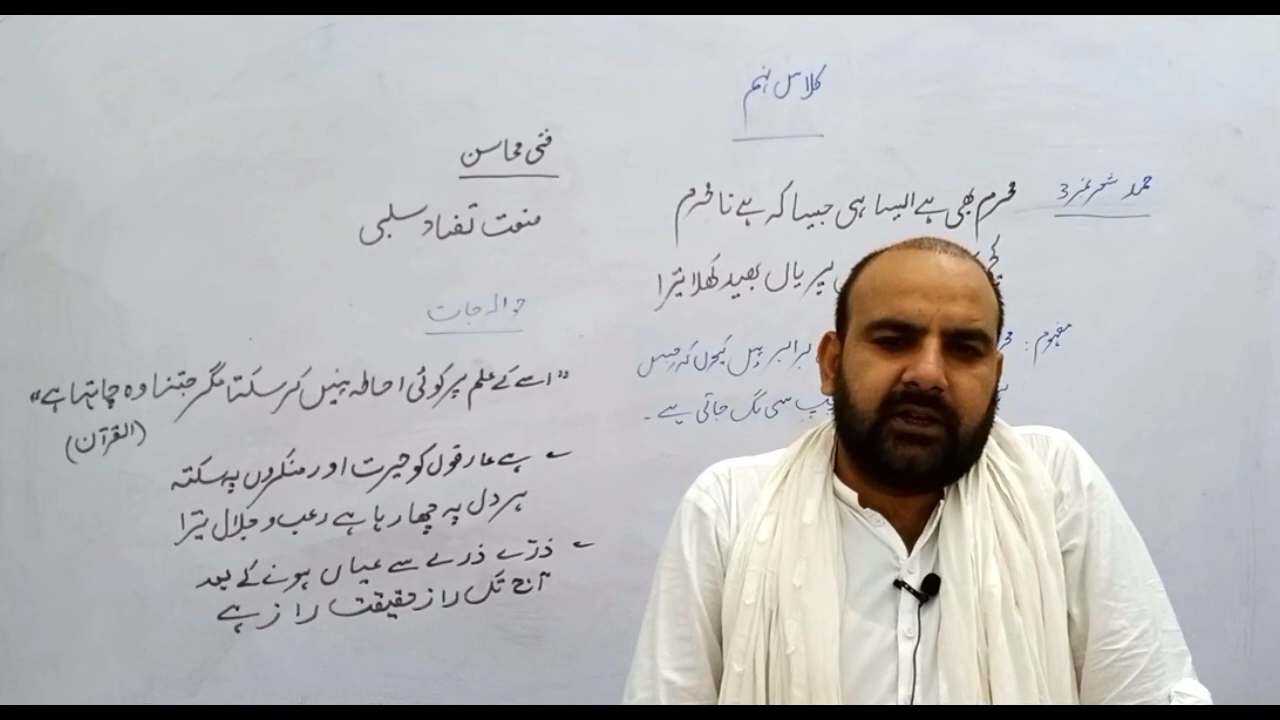 کلاس نہم
حمد شعر نمبر 3
محرم بھی ہے ایسا ہی جیسا کہ ہے نا محرم
پر یاں بھید کھلا تیرا
مفہوم:
برابر ہیں کیوں کہ جس
سی لگ جاتی ہے۔
فنی محاسن
صنعت تضاد سلبی
حوالہ جات
"اسے کے علم پر کوئی احاطہ نہیں کر سکتا مگر جتنا وہ چاہتا ہے"
(القرآن)
ہے عارفوں کو حیرت اور منکروں پہ سکتہ
ہر دل پہ چھا رہا ہے رعب و جلال تیرا
ذرّے ذرے سے عیاں ہونے کے بعد
آج تک راز حقیقت راز ہے